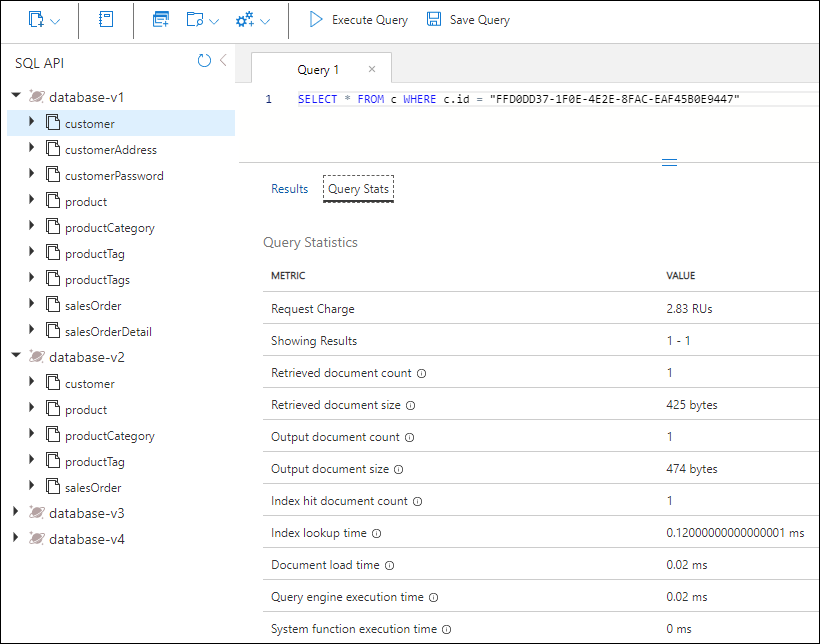 Execute Query Save Query
SQL API
Query 1
1 SELECT * FROM c WHERE c.id = "FFD0DD37-1F0E-4E2E-8FAC-EAF45B0E9447"
database-v1
customer
customerAddress
customerPassword
product
productCategory
productTag
productTags
salesOrder
salesOrderDetail
database-v2
customer
product
productCategory
productTag
salesOrder
database-v3
database-v4
Results Query Stats
Query Statistics
METRIC VALUE
Request Charge 2.83 RUs
Showing Results 1 - 1
Retrieved document count 1
Retrieved document size 425 bytes
Output document count 1
Output document size 474 bytes
Index hit document count 1
Index lookup time 0.12000000000000001 ms
Document load time 0.02 ms
Query engine execution time 0.02 ms
System function execution time 0 ms